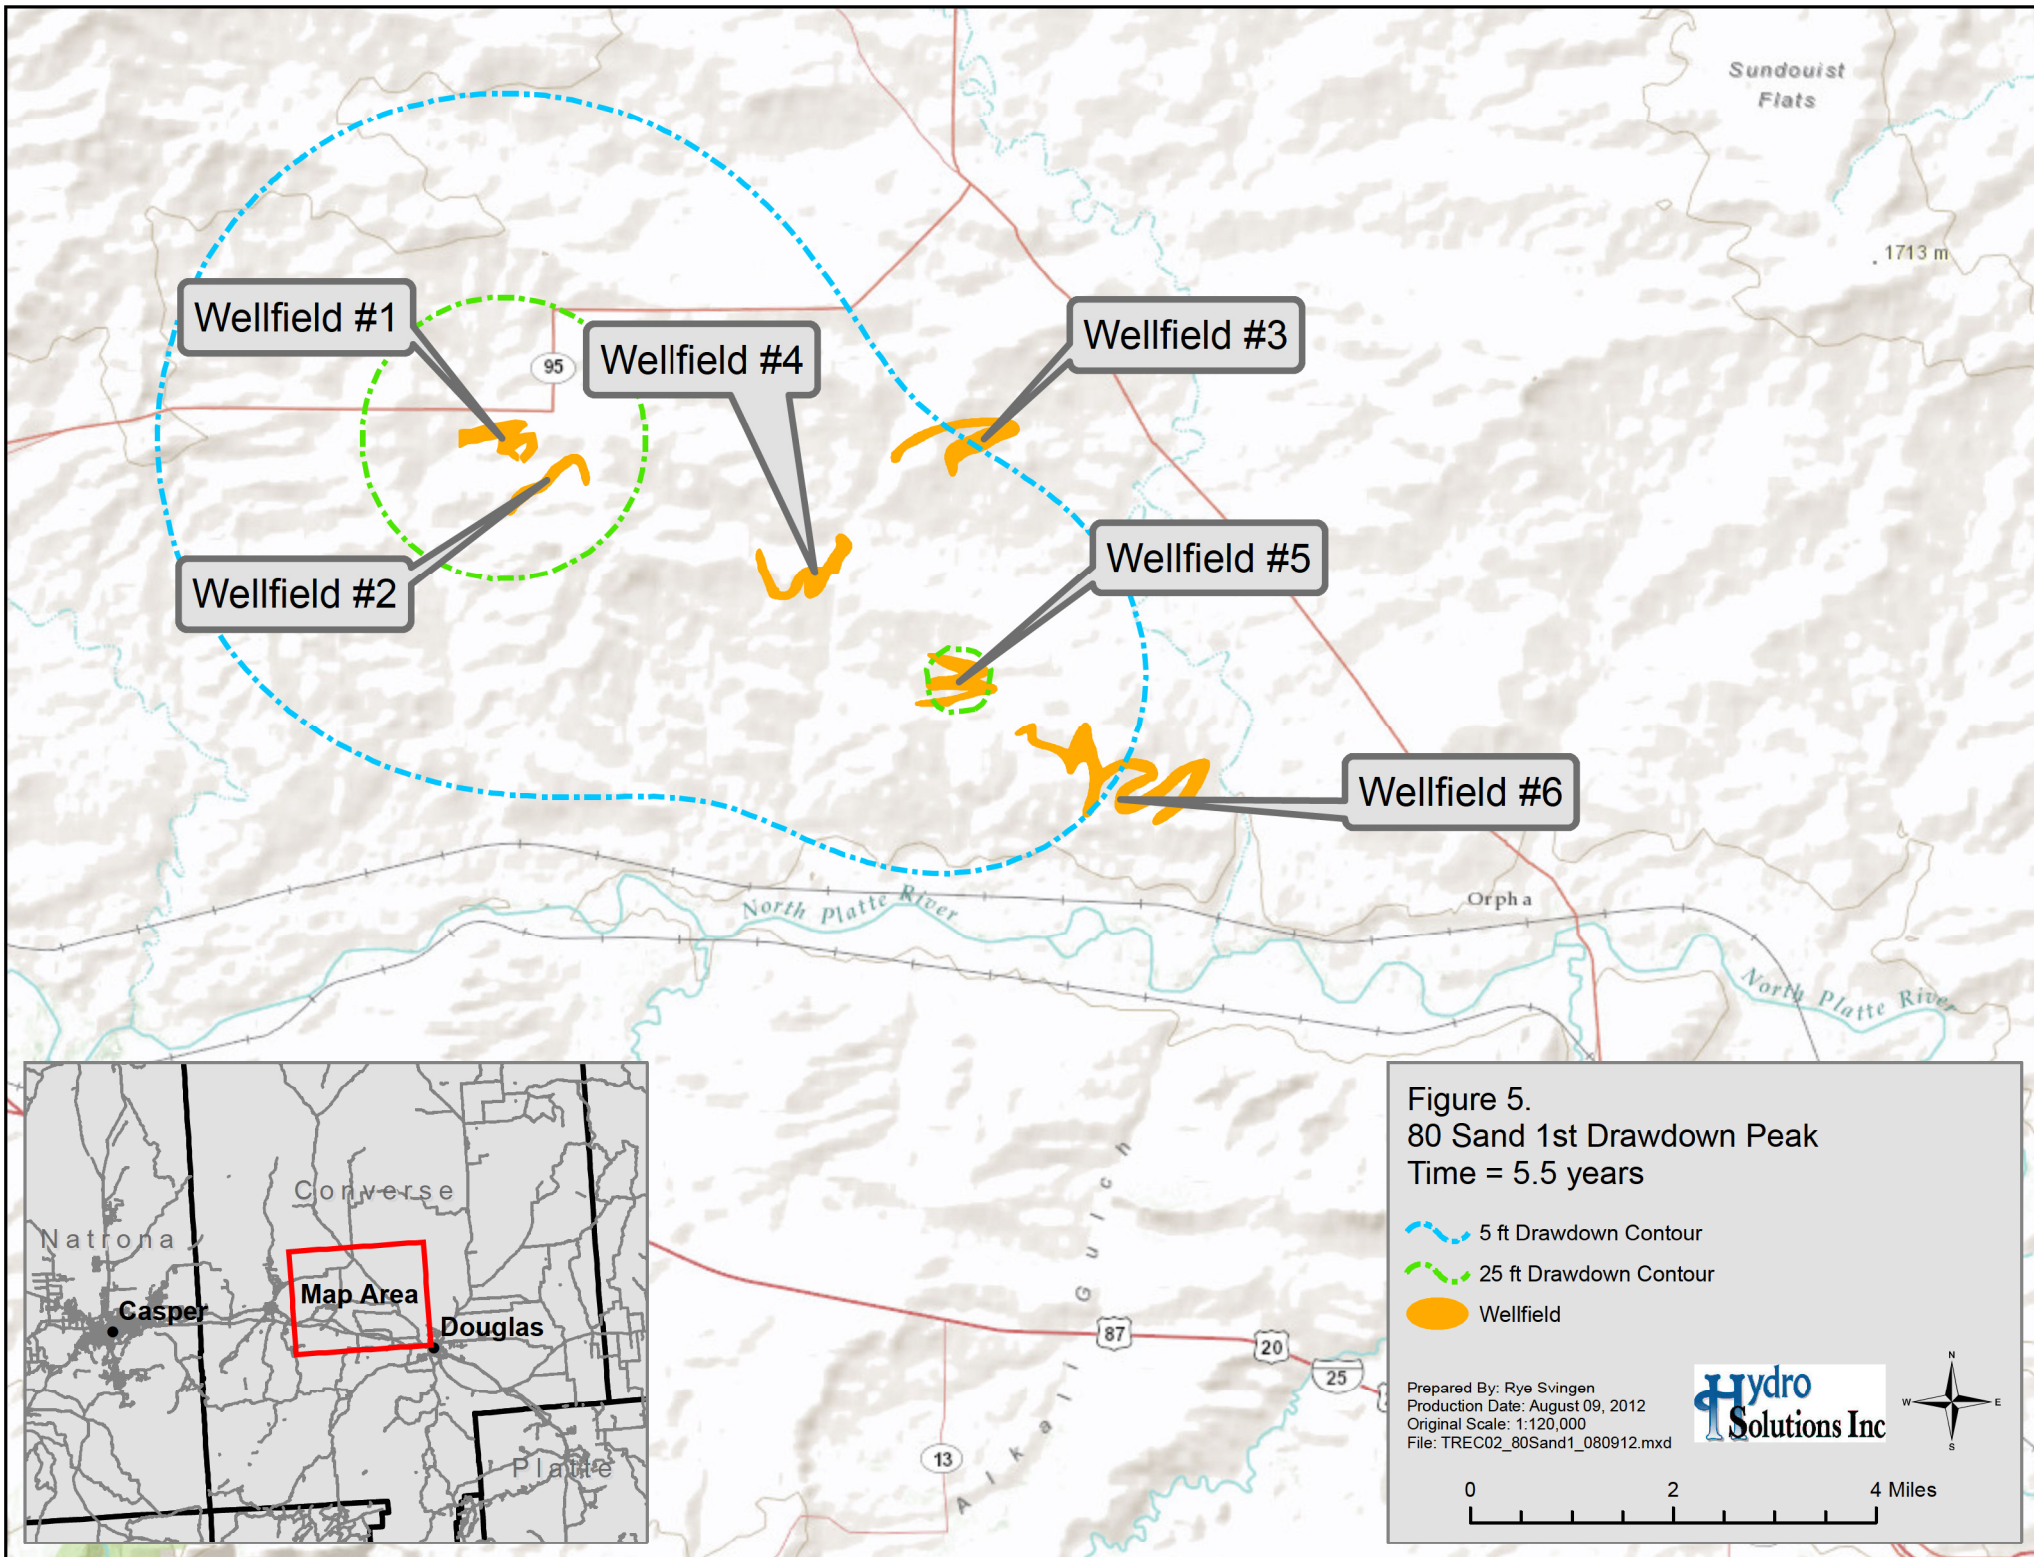 Sundouist
Flats
1713 m
Wellfield #1
Wellfield #3
95
Wellfield #4
Wellfield #5
Wellfield #2
Wellfield #6
Orpha
North Platte River
North Platte River
Alkali Gulch
87
20
25
13
Converse
Natrona
Map Area
Casper
Douglas
Platte
Figure 5.
80 Sand 1st Drawdown Peak
Time = 5.5 years
5 ft Drawdown Contour
25 ft Drawdown Contour
Wellfield
Prepared By: Rye Svingen
Production Date: August 09, 2012
Original Scale: 1:120,000
File: TREC02_80Sand1_080912.mxd
Hydro
Solutions Inc
N
W E
S
0 2 4 Miles